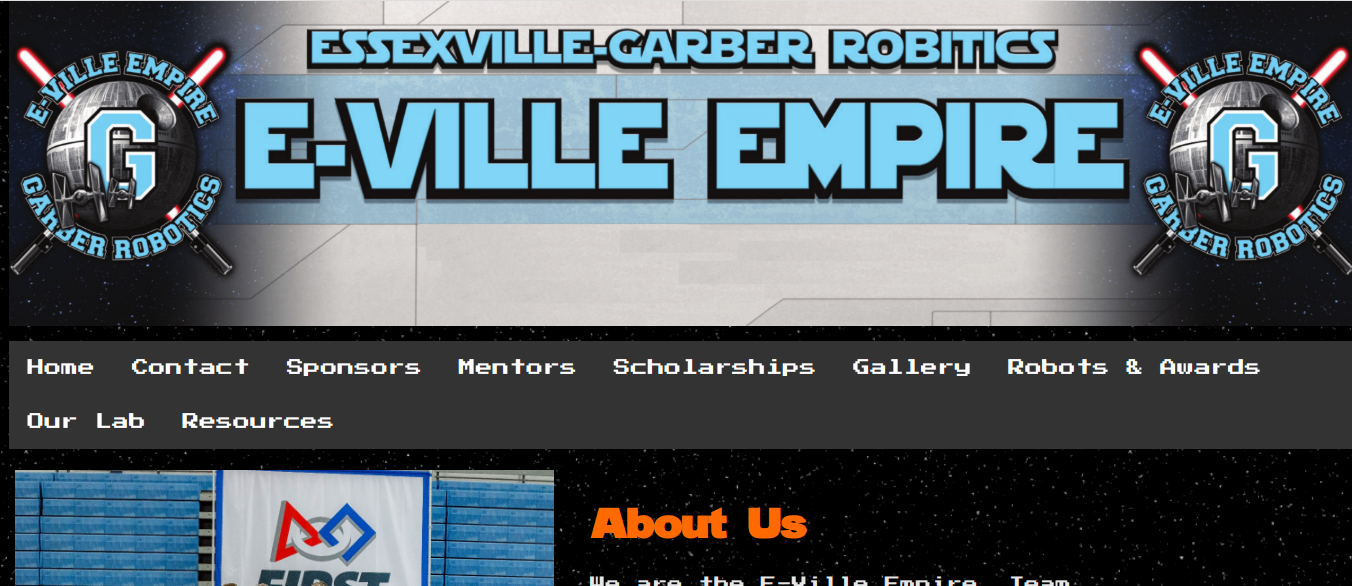 ESSEXVILLE-GARBER ROBITICS
E-VILLE EMPIRE
E-VILLE EMPIRE
G
GARBER ROBOTICS
E-VILLE EMPIRE
G
GARBER ROBOTICS
Home Contact Sponsors Mentors Scholarships Gallery Robots & Awards
Our Lab Resources
FIRST
About Us
We are the E-Ville Empire, Team